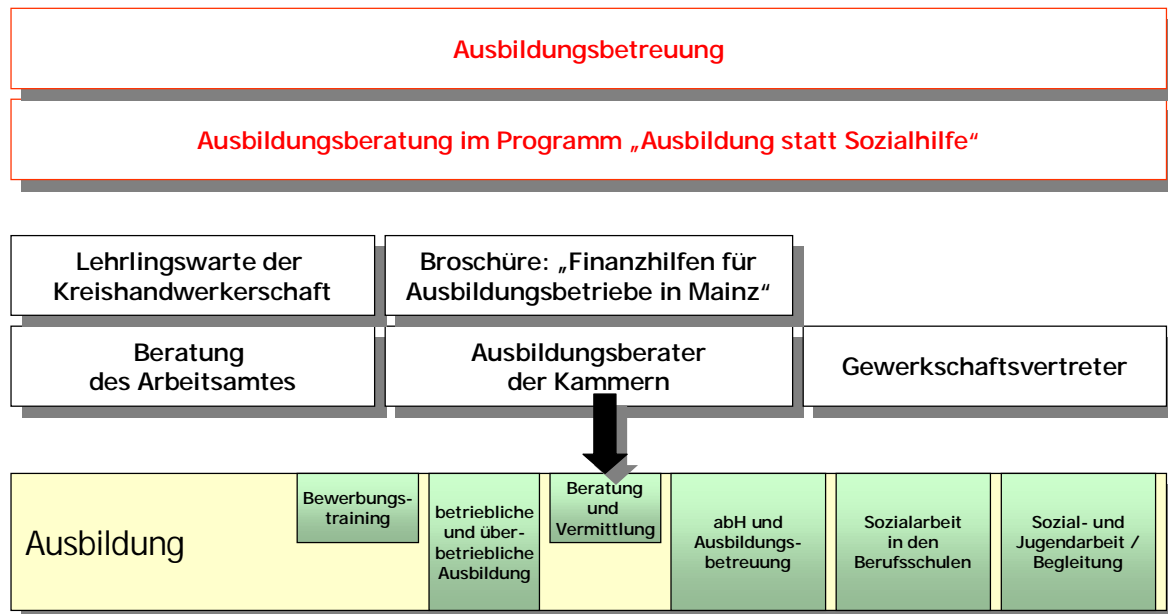 Ausbildungsbetreuung
Ausbildungsberatung im Programm „Ausbildung statt Sozialhilfe“
Lehrlingswarte der
Kreishandwerkerschaft
Broschüre: „Finanzhilfen für
Ausbildungsbetriebe in Mainz“
Beratung
des Arbeitsamtes
Ausbildungsberater
der Kammern
Gewerkschaftsvertreter
Ausbildung
Bewerbungs-
training
betriebliche
und über-
betriebliche
Ausbildung
Beratung
und
Vermittlung
abH und
Ausbildungs-
betreuung
Sozialarbeit
in den
Berufsschulen
Sozial- und
Jugendarbeit /
Begleitung